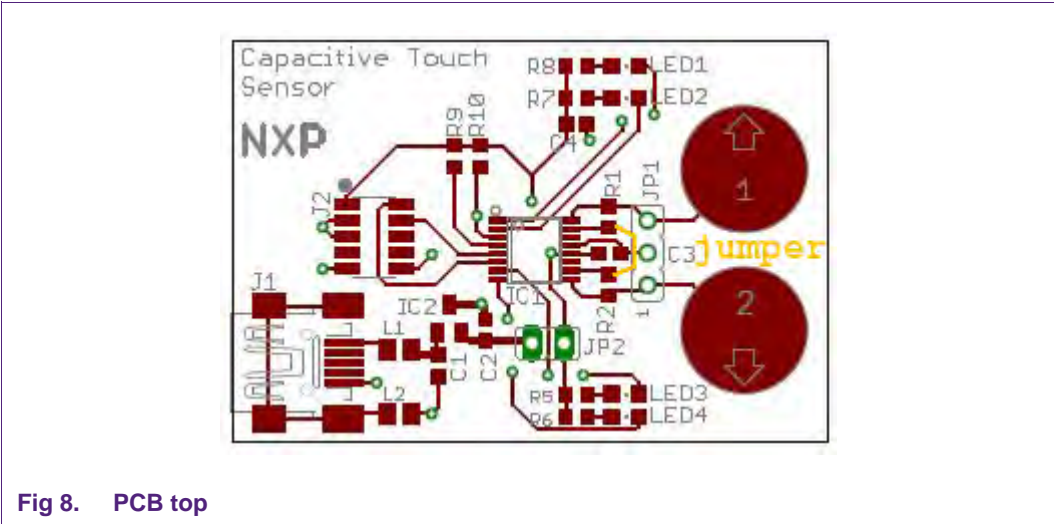 Capacitive Touch
Sensor
NXP
R8
LED1
R7
LED2
C4
R9
R10
R1
JP1
1
J2
C3
jumper
IC1
J1
IC2
R2
1
2
L1
JP2
C1
C2
L2
R5
LED3
R6
LED4
Fig 8. PCB top